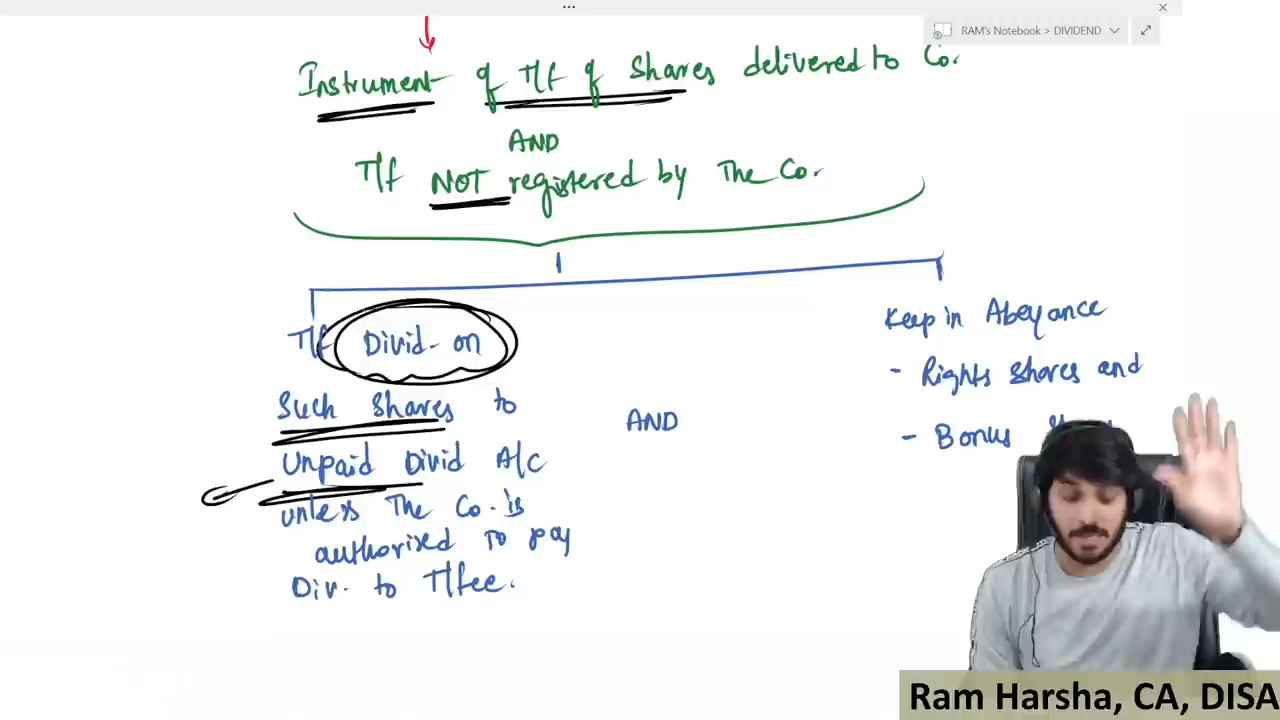 RAM's Notebook > DIVIDEND
Instrument of T/f of Shares delivered to Co.
AND
T/f NOT registered by The Co.
T/f Divid- on
Such Shares to
Unpaid Divid A/C
unless The Co. is
authorised To pay
Div. to T/fee.
AND
Keep in Abeyance
- Rights Shares and
- Bonus
Ram Harsha, CA, DISA